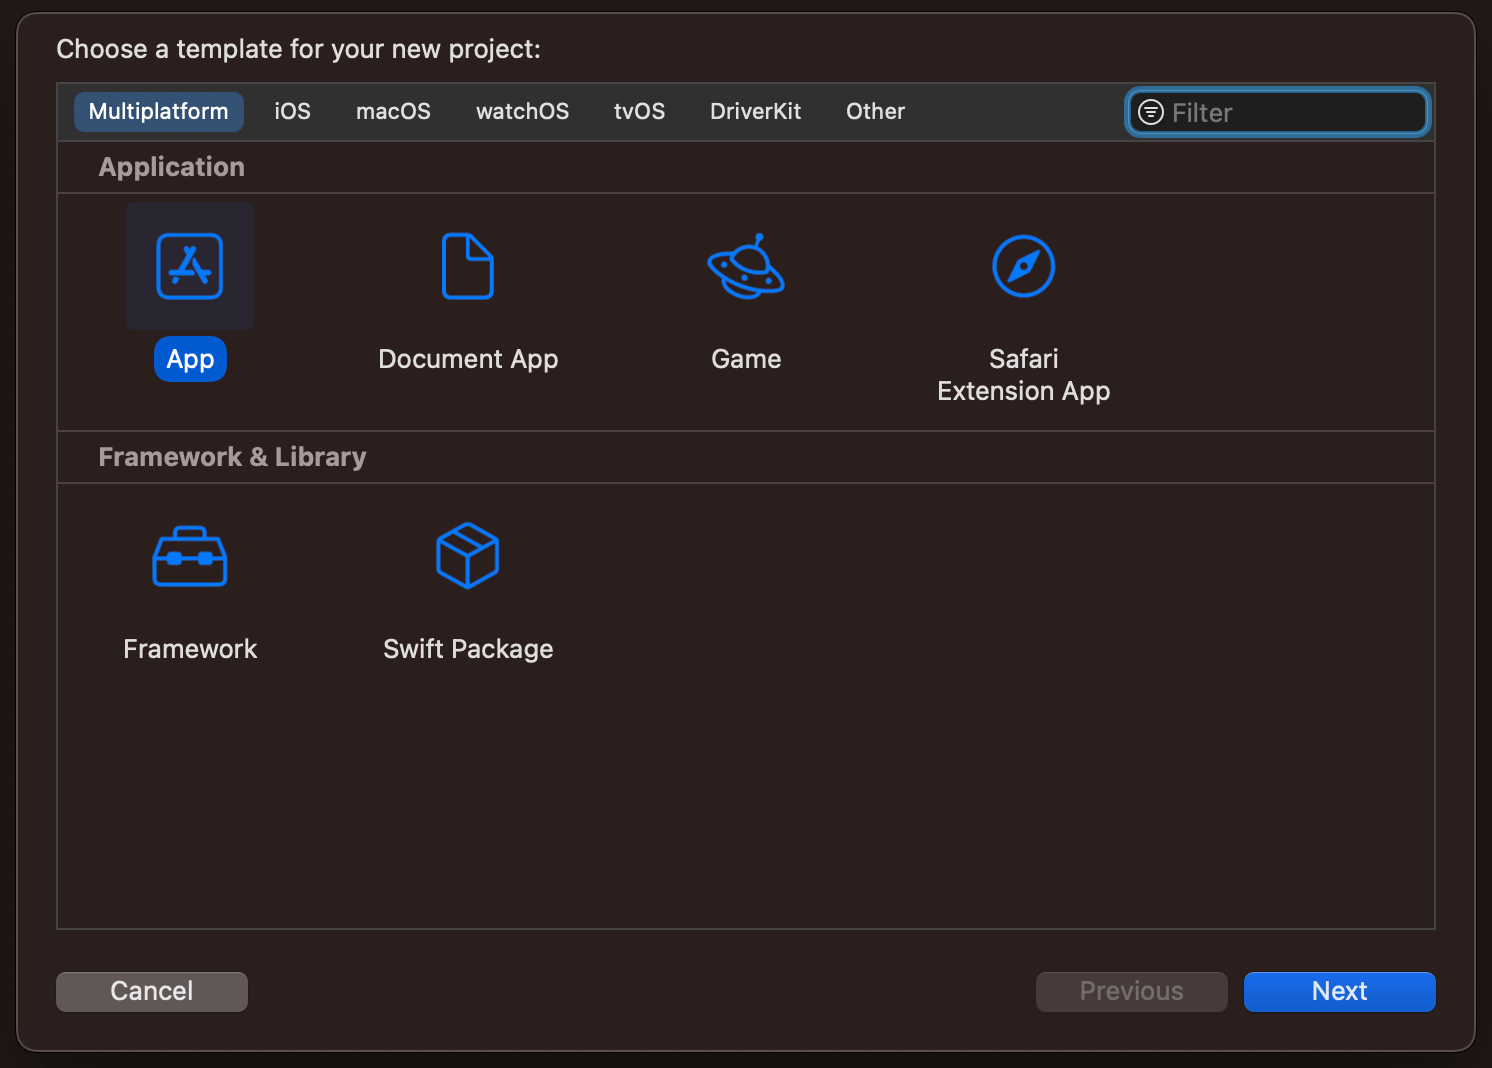 Choose a template for your new project:
Multiplatform iOS macOS watchOS tvOS DriverKit Other Filter
Application
App Document App Game Safari
Extension App
Framework & Library
Framework Swift Package
Cancel Previous Next